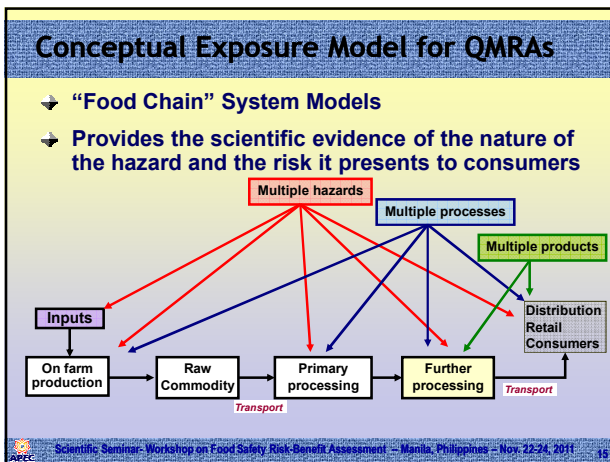 Conceptual Exposure Model for QMRAs
“Food Chain” System Models
Provides the scientific evidence of the nature of
the hazard and the risk it presents to consumers
Multiple hazards
Multiple processes
Multiple products
Inputs
Distribution
Retail
Consumers
On farm
production
Raw
Commodity
Primary
processing
Further
processing
Transport
Transport
APEC
Scientific Seminar- Workshop on Food Safety Risk-Benefit Assessment – Manila, Philippines – Nov. 22-24, 2011